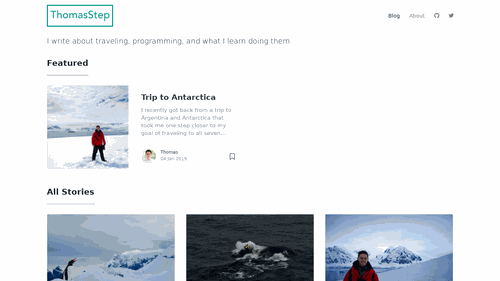 ThomasStep
Blog
About
I write about traveling, programming, and what I learn doing them
Featured
Trip to Antarctica
I recently got back from a trip to
Argentina and Antarctica that
took me one step closer to my
goal of traveling to all seven...
Thomas
04 Jan 2019
All Stories